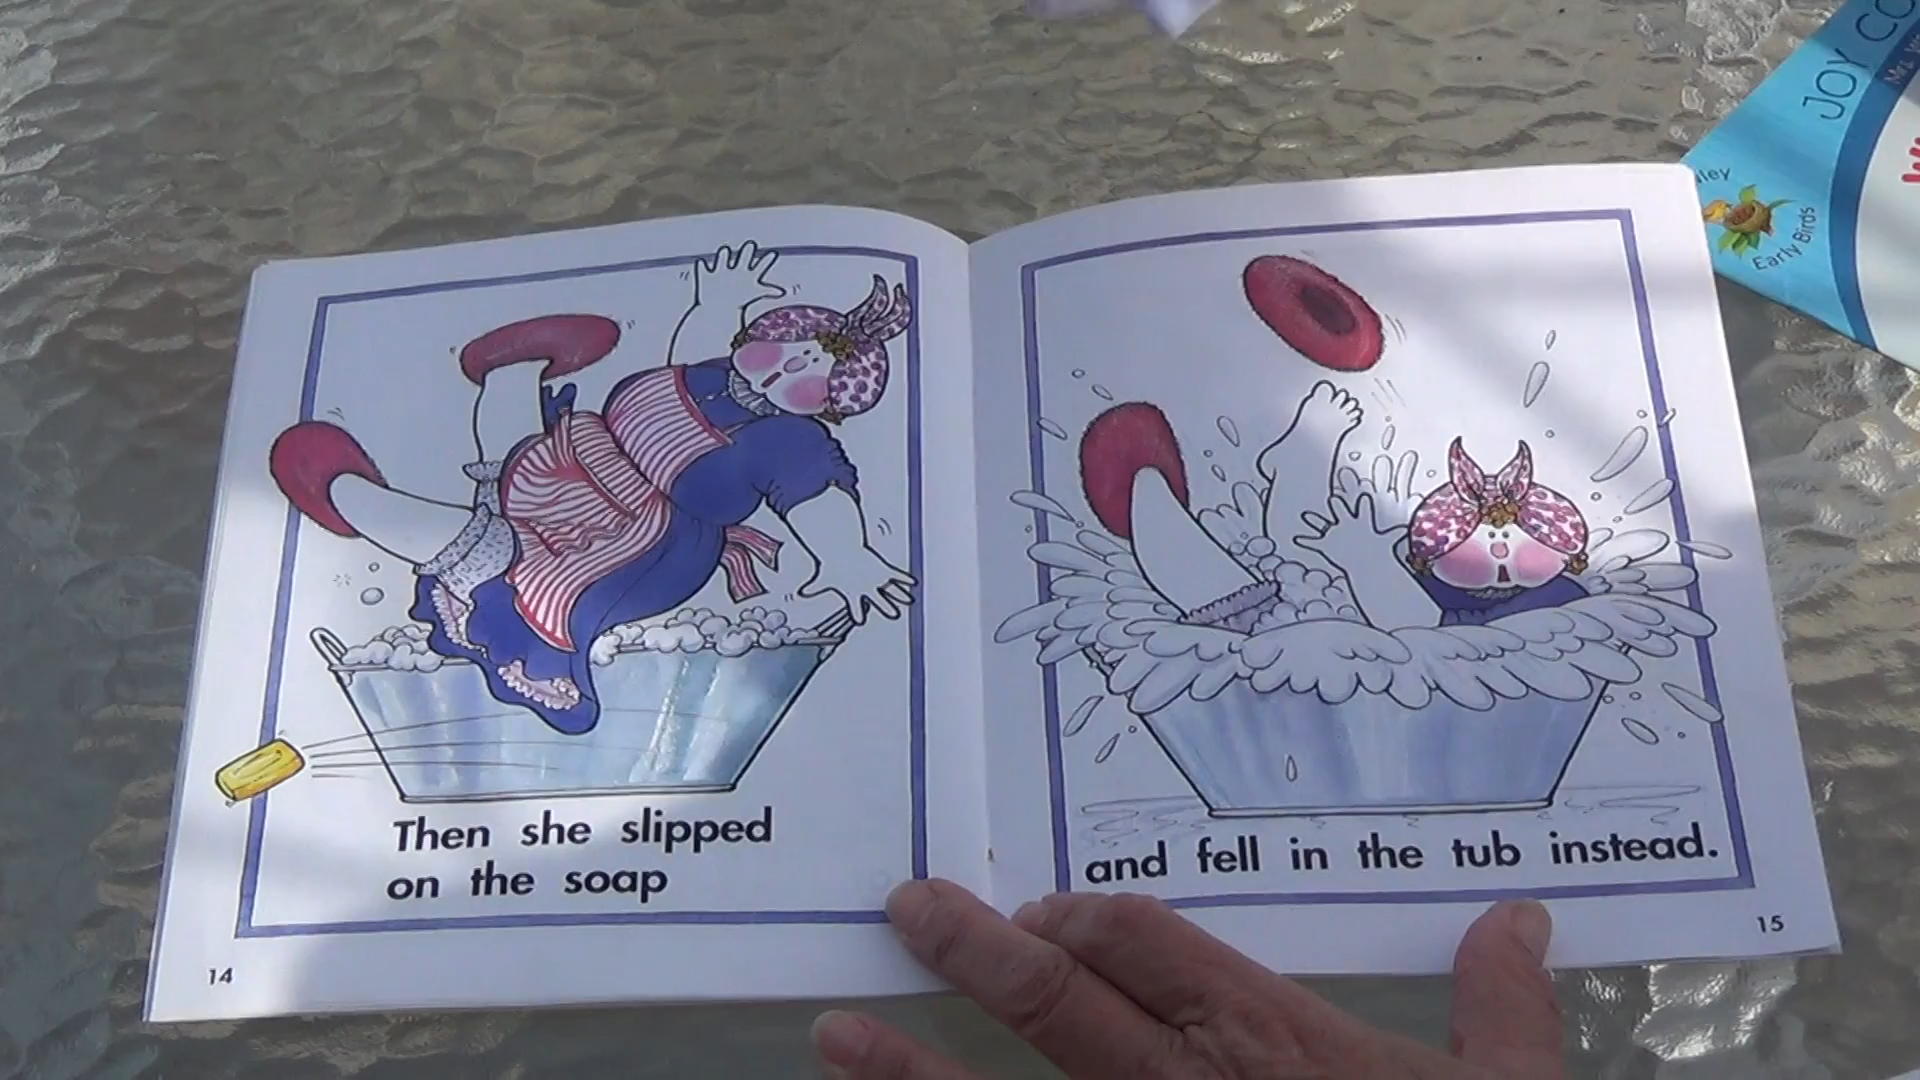 Then she slipped
on the soap
14
and fell in the tub instead.
15
JOY CO
Early Birds